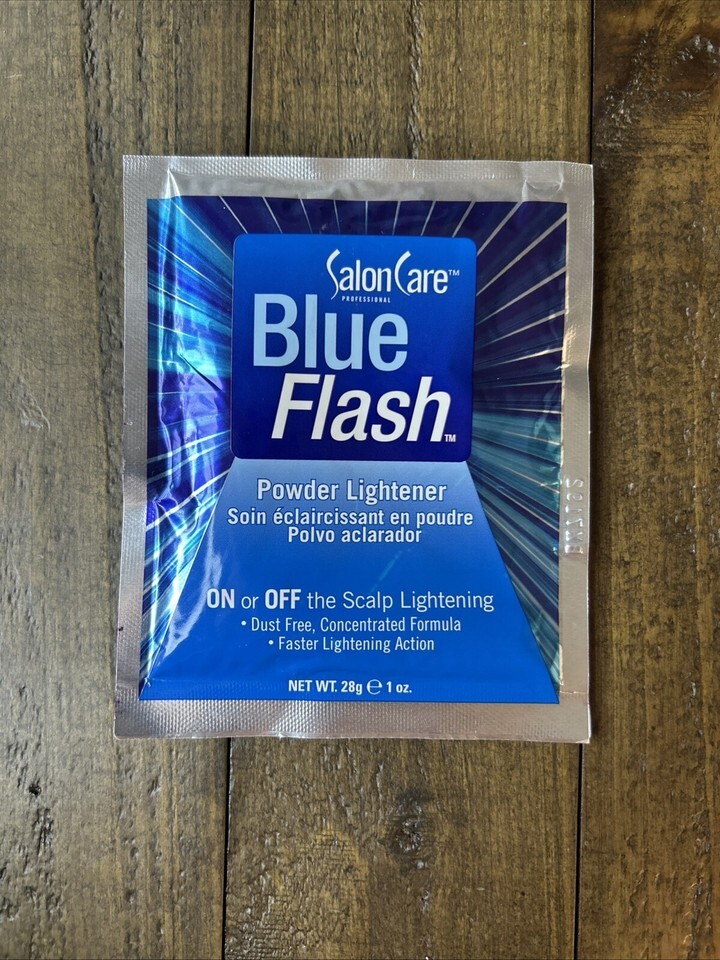 SalonCare™
PROFESSIONAL
Blue
Flash™
Powder Lightener
Soin éclaircissant en poudre
Polvo aclarador
ON or OFF the Scalp Lightening
• Dust Free, Concentrated Formula
• Faster Lightening Action
NET WT. 28g ℮ 1 oz.